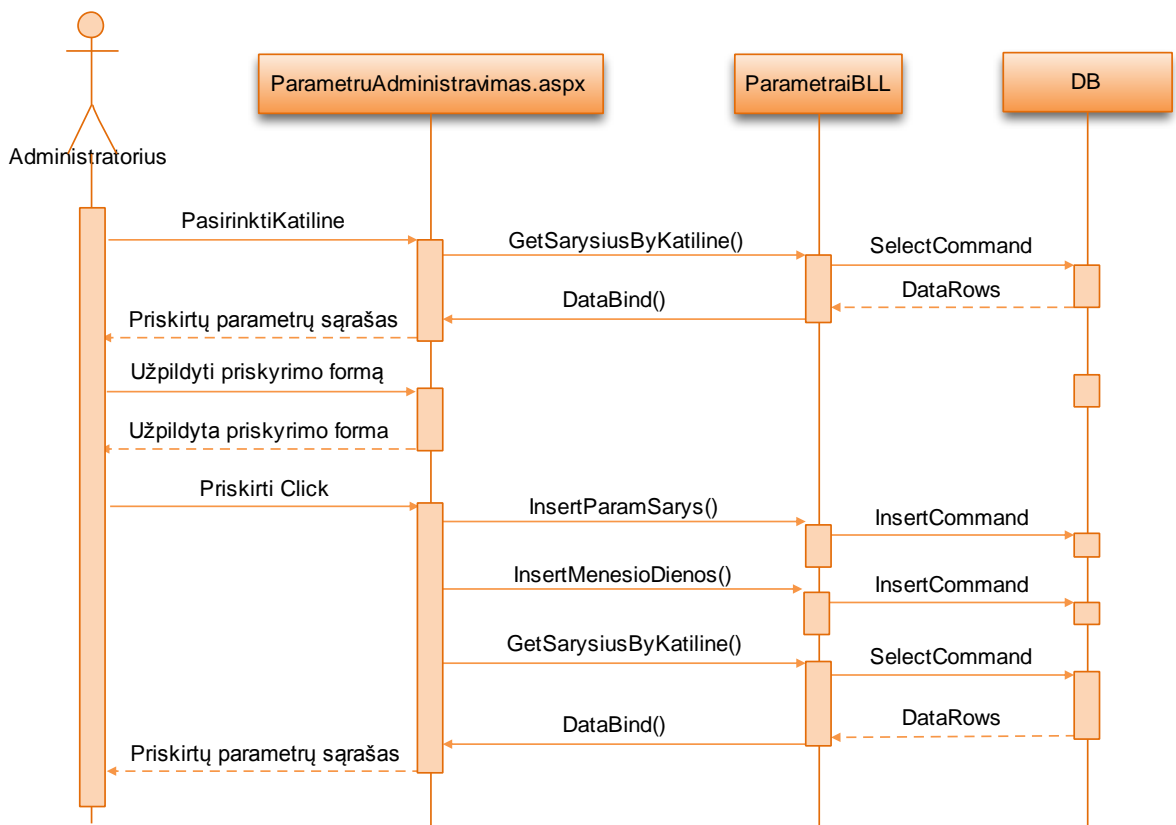 ParametruAdministravimas.aspx
ParametraiBLL
DB
Administratorius
PasirinktiKatiline
GetSarysiusByKatiline()
SelectCommand
DataRows
DataBind()
Priskirtų parametrų sąrašas
Užpildyti priskyrimo formą
Užpildyta priskyrimo forma
Priskirti Click
InsertParamSarys()
InsertCommand
InsertMenesioDienos()
InsertCommand
GetSarysiusByKatiline()
SelectCommand
DataRows
DataBind()
Priskirtų parametrų sąrašas